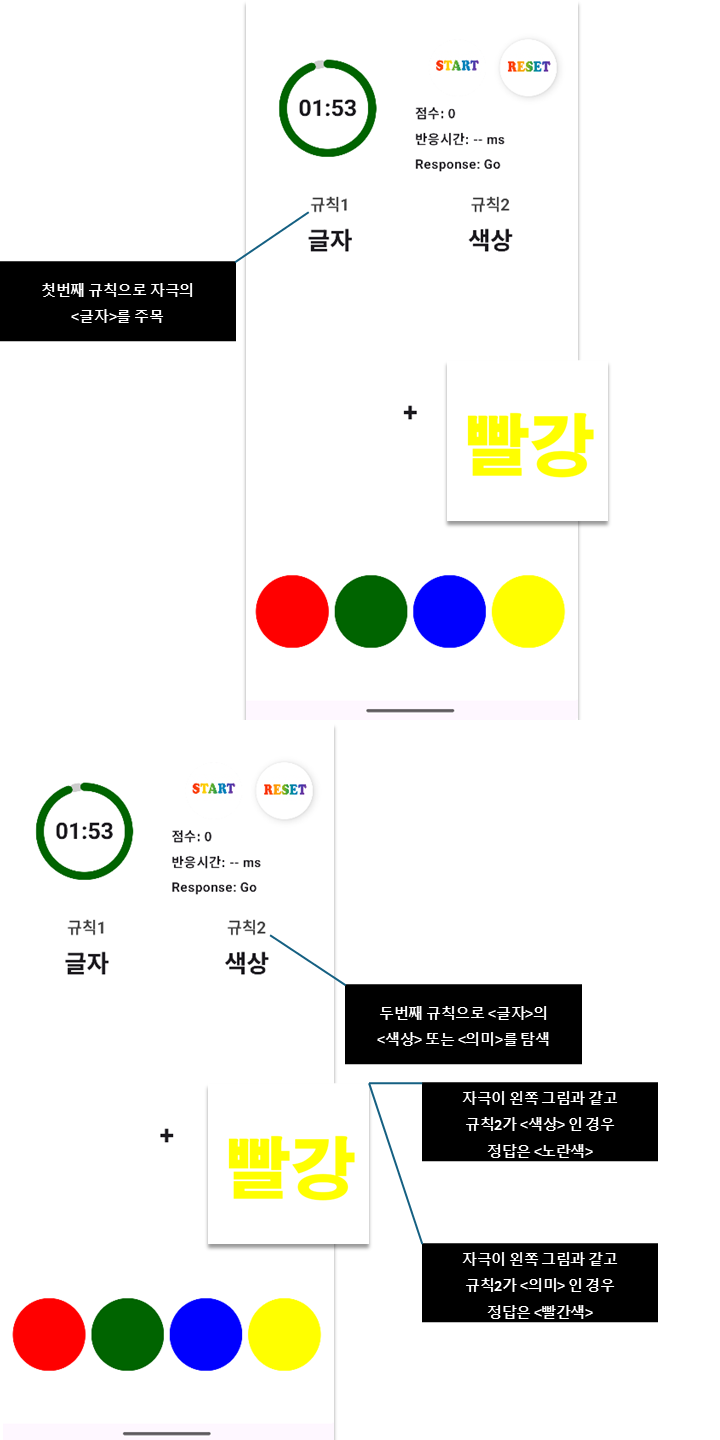 01:53
START
RESET
점수: 0
반응시간: -- ms
Response: Go
규칙1
규칙2
글자
색상
첫번째 규칙으로 자극의
<글자>를 주목
+
빨강
01:53
START
RESET
점수: 0
반응시간: -- ms
Response: Go
규칙1
규칙2
글자
색상
두번째 규칙으로 <글자>의
<색상> 또는 <의미>를 탐색
자극이 왼쪽 그림과 같고
규칙2가 <색상> 인 경우
정답은 <노란색>
+
빨강
자극이 왼쪽 그림과 같고
규칙2가 <의미> 인 경우
정답은 <빨간색>